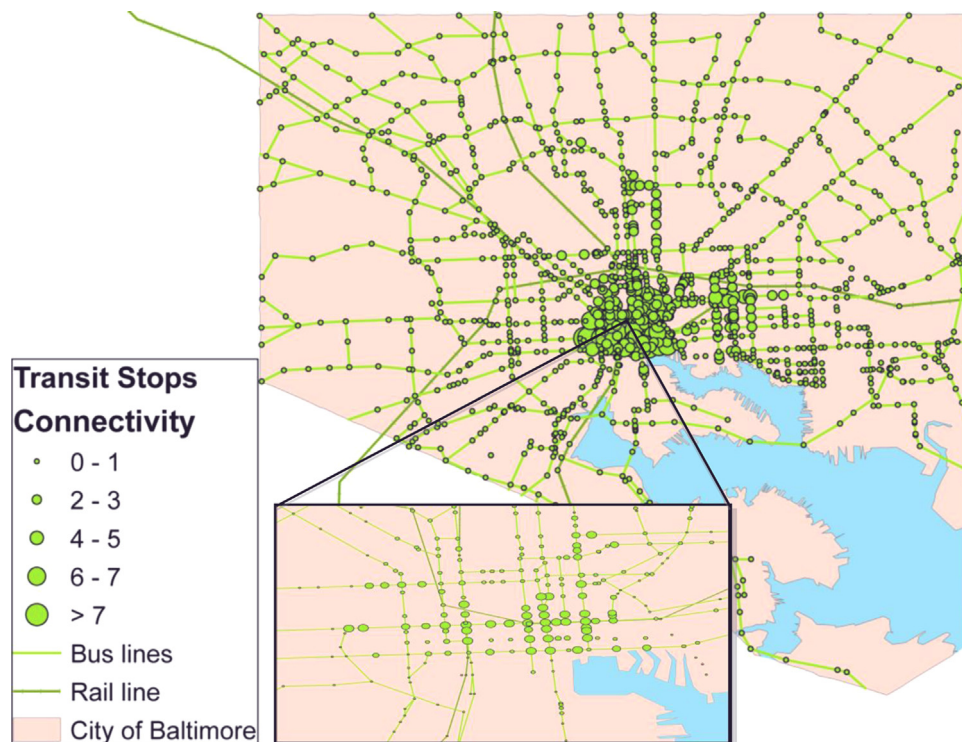 Transit Stops
Connectivity
0 - 1
2 - 3
4 - 5
6 - 7
> 7
Bus lines
Rail line
City of Baltimore